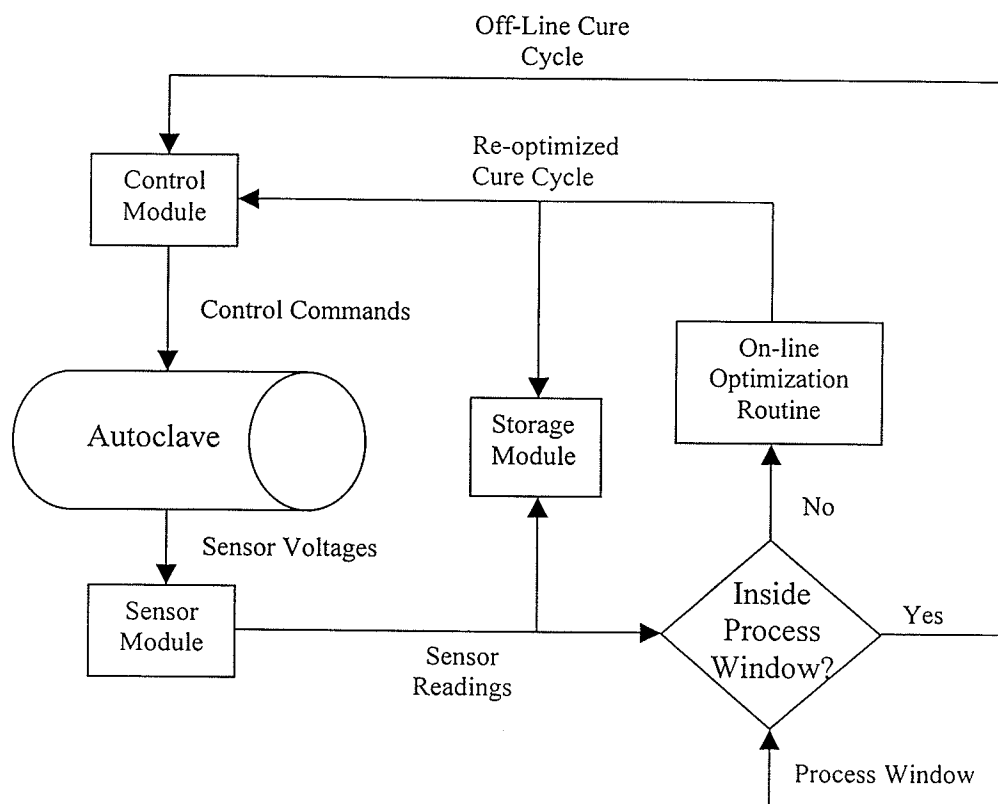 Off-Line Cure
Cycle
Re-optimized
Cure Cycle
Control
Module
Control Commands
On-line
Optimization
Routine
Autoclave
Storage
Module
No
Sensor Voltages
Sensor
Module
Inside
Process
Window?
Yes
Sensor
Readings
Process Window